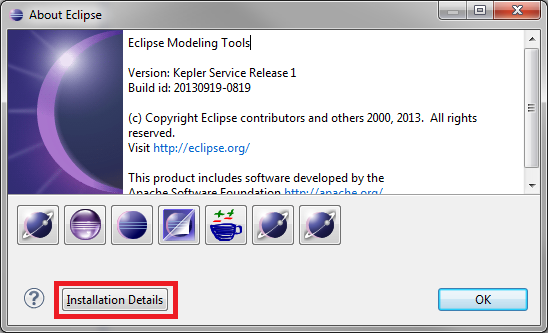 About Eclipse
Eclipse Modeling Tools
Version: Kepler Service Release 1
Build id: 20130919-0819
(c) Copyright Eclipse contributors and others 2000, 2013. All rights
reserved.
Visit http://eclipse.org/
This product includes software developed by the
Apache Software Foundation http://apache.org/
?
Installation Details
OK